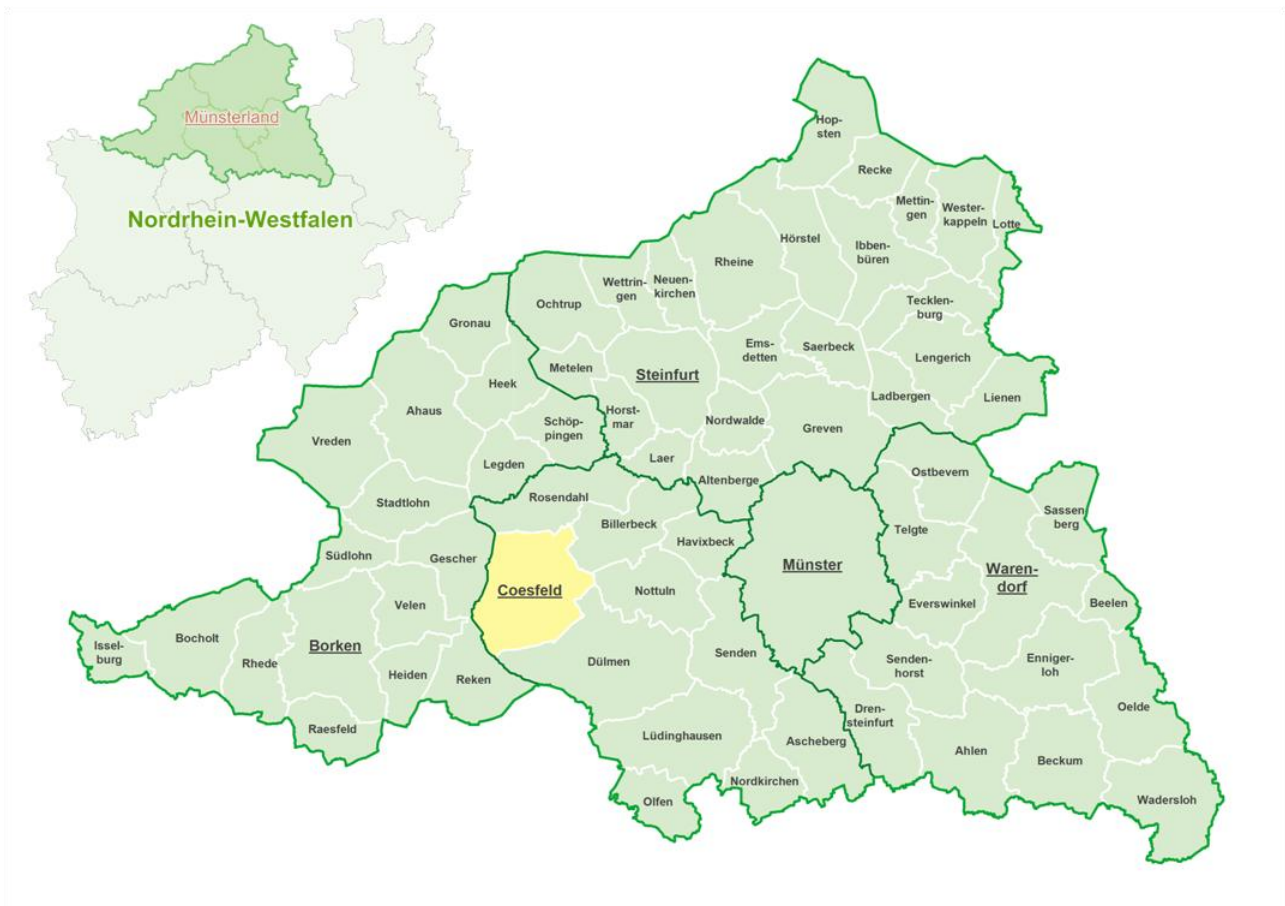 Münsterland
Nordrhein-Westfalen
Hop-
sten
Recke
Mettin-
gen
Wester-
kappeln
Lotte
Hörstel
Ibben-
büren
Rheine
Neuen-
kirchen
Wettrin-
gen
Ochtrup
Tecklen-
burg
Gronau
Ems-
detten
Saerbeck
Lengerich
Metelen
Steinfurt
Heek
Ladbergen
Lienen
Ahaus
Horst-
mar
Nordwalde
Greven
Schöp-
pingen
Vreden
Laer
Legden
Ostbevern
Altenberge
Stadtlohn
Rosendahl
Billerbeck
Sassen
berg
Telgte
Havixbeck
Südlohn
Gescher
Münster
Waren-
dorf
Coesfeld
Nottuln
Velen
Everswinkel
Beelen
Bocholt
Issel-
burg
Borken
Rhede
Dülmen
Senden
Senden-
horst
Enniger-
loh
Heiden
Reken
Oelde
Dren-
steinfurt
Raesfeld
Lüdinghausen
Ascheberg
Ahlen
Beckum
Nordkirchen
Olfen
Wadersloh